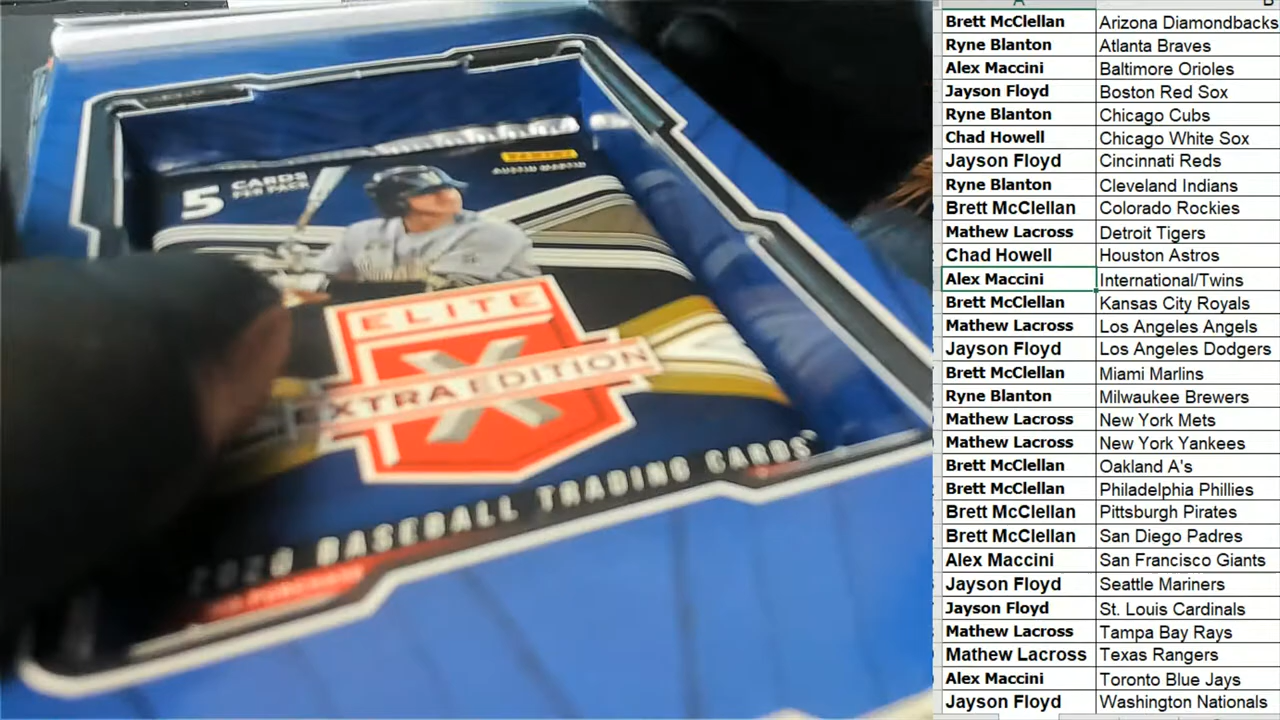 5 CARDS
PER PACK
PANINI
AUSTIN MARTIN
ELITE
X
EXTRA EDITION
2020 BASEBALL TRADING CARDS
A
B
Brett McClellan Arizona Diamondbacks
Ryne Blanton Atlanta Braves
Alex Maccini Baltimore Orioles
Jayson Floyd Boston Red Sox
Ryne Blanton Chicago Cubs
Chad Howell Chicago White Sox
Jayson Floyd Cincinnati Reds
Ryne Blanton Cleveland Indians
Brett McClellan Colorado Rockies
Mathew Lacross Detroit Tigers
Chad Howell Houston Astros
Alex Maccini International/Twins
Brett McClellan Kansas City Royals
Mathew Lacross Los Angeles Angels
Jayson Floyd Los Angeles Dodgers
Brett McClellan Miami Marlins
Ryne Blanton Milwaukee Brewers
Mathew Lacross New York Mets
Mathew Lacross New York Yankees
Brett McClellan Oakland A's
Brett McClellan Philadelphia Phillies
Brett McClellan Pittsburgh Pirates
Brett McClellan San Diego Padres
Alex Maccini San Francisco Giants
Jayson Floyd Seattle Mariners
Jayson Floyd St. Louis Cardinals
Mathew Lacross Tampa Bay Rays
Mathew Lacross Texas Rangers
Alex Maccini Toronto Blue Jays
Jayson Floyd Washington Nationals